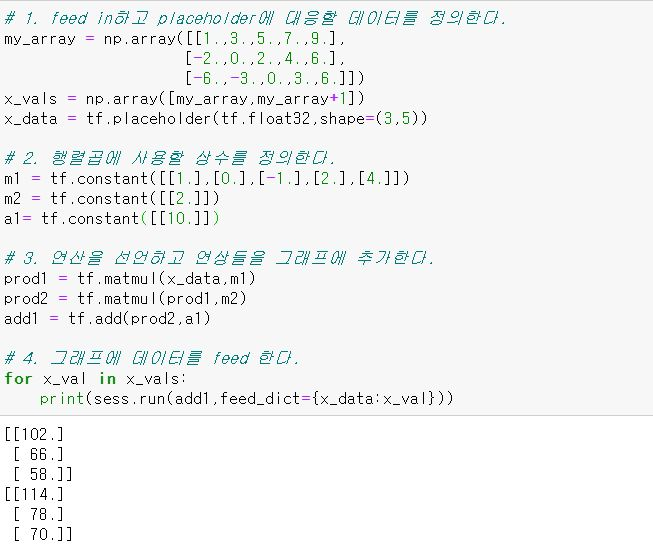 # 1. feed in하고 placeholder에 대응할 데이터를 정의한다.
my_array = np.array([[1.,3.,5.,7.,9.],
                     [-2.,0.,2.,4.,6.],
                     [-6.,-3.,0.,3.,6.]])
x_vals = np.array([my_array,my_array+1])
x_data = tf.placeholder(tf.float32,shape=(3,5))

# 2. 행렬곱에 사용할 상수를 정의한다.
m1 = tf.constant([[1.],[0.],[-1.],[2.],[4.]])
m2 = tf.constant([[2.]])
a1= tf.constant([[10.]])

# 3. 연산을 선언하고 연상들을 그래프에 추가한다.
prod1 = tf.matmul(x_data,m1)
prod2 = tf.matmul(prod1,m2)
add1 = tf.add(prod2,a1)

# 4. 그래프에 데이터를 feed 한다.
for x_val in x_vals:
    print(sess.run(add1,feed_dict={x_data:x_val}))
[[102.]
 [ 66.]
 [ 58.]]
[[114.]
 [ 78.]
 [ 70.]]